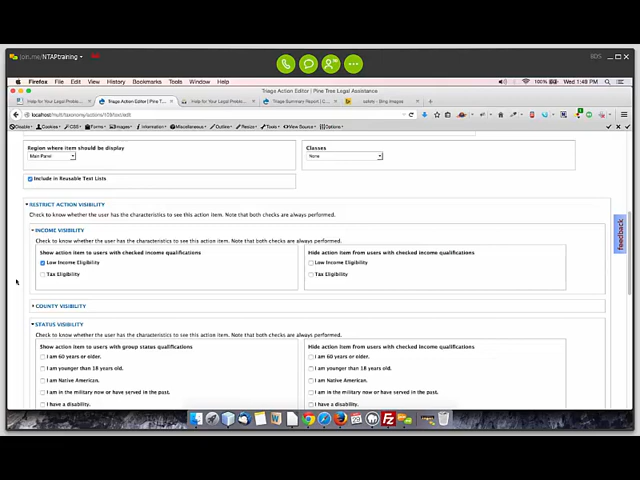 join.me/NTAPtraining
BDS
Firefox File Edit View History Bookmarks Tools Window Help
100% Wed 1:48 PM
Triage Action Editor | Pine Tree Legal Assistance
Help for Your Legal Proble... Triage Action Editor | Pine T... Help for Your Legal Proble... Triage Summary Report | C... safety - Bing images
Disable Cookies CSS Forms Images Information Miscellaneous Outline Resize Tools View Source Options
Region where item should be display
Main Panel
Classes
None
Include in Reusable Text Lists
RESTRICT ACTION VISIBILITY
Check to know whether the user has the characteristics to see this action item. Note that both checks are always performed.
INCOME VISIBILITY
Check to know whether the user has the characteristics to see this action item. Note that both checks are always performed.
Show action item to users with checked income qualifications
Low Income Eligibility
Tax Eligibility
Hide action item from users with checked income qualifications
Low Income Eligibility
Tax Eligibility
COUNTY VISIBILITY
STATUS VISIBILITY
Check to know whether the user has the characteristics to see this action item. Note that both checks are always performed.
Show action item to users with group status qualifications
I am 60 years or older.
I am younger than 18 years old.
I am Native American.
I am in the military now or have served in the past.
I have a disability.
Hide action item from users with checked income qualifications
I am 60 years or older.
I am younger than 18 years old.
I am Native American.
I am in the military now or have served in the past.
I have a disability.
feedback